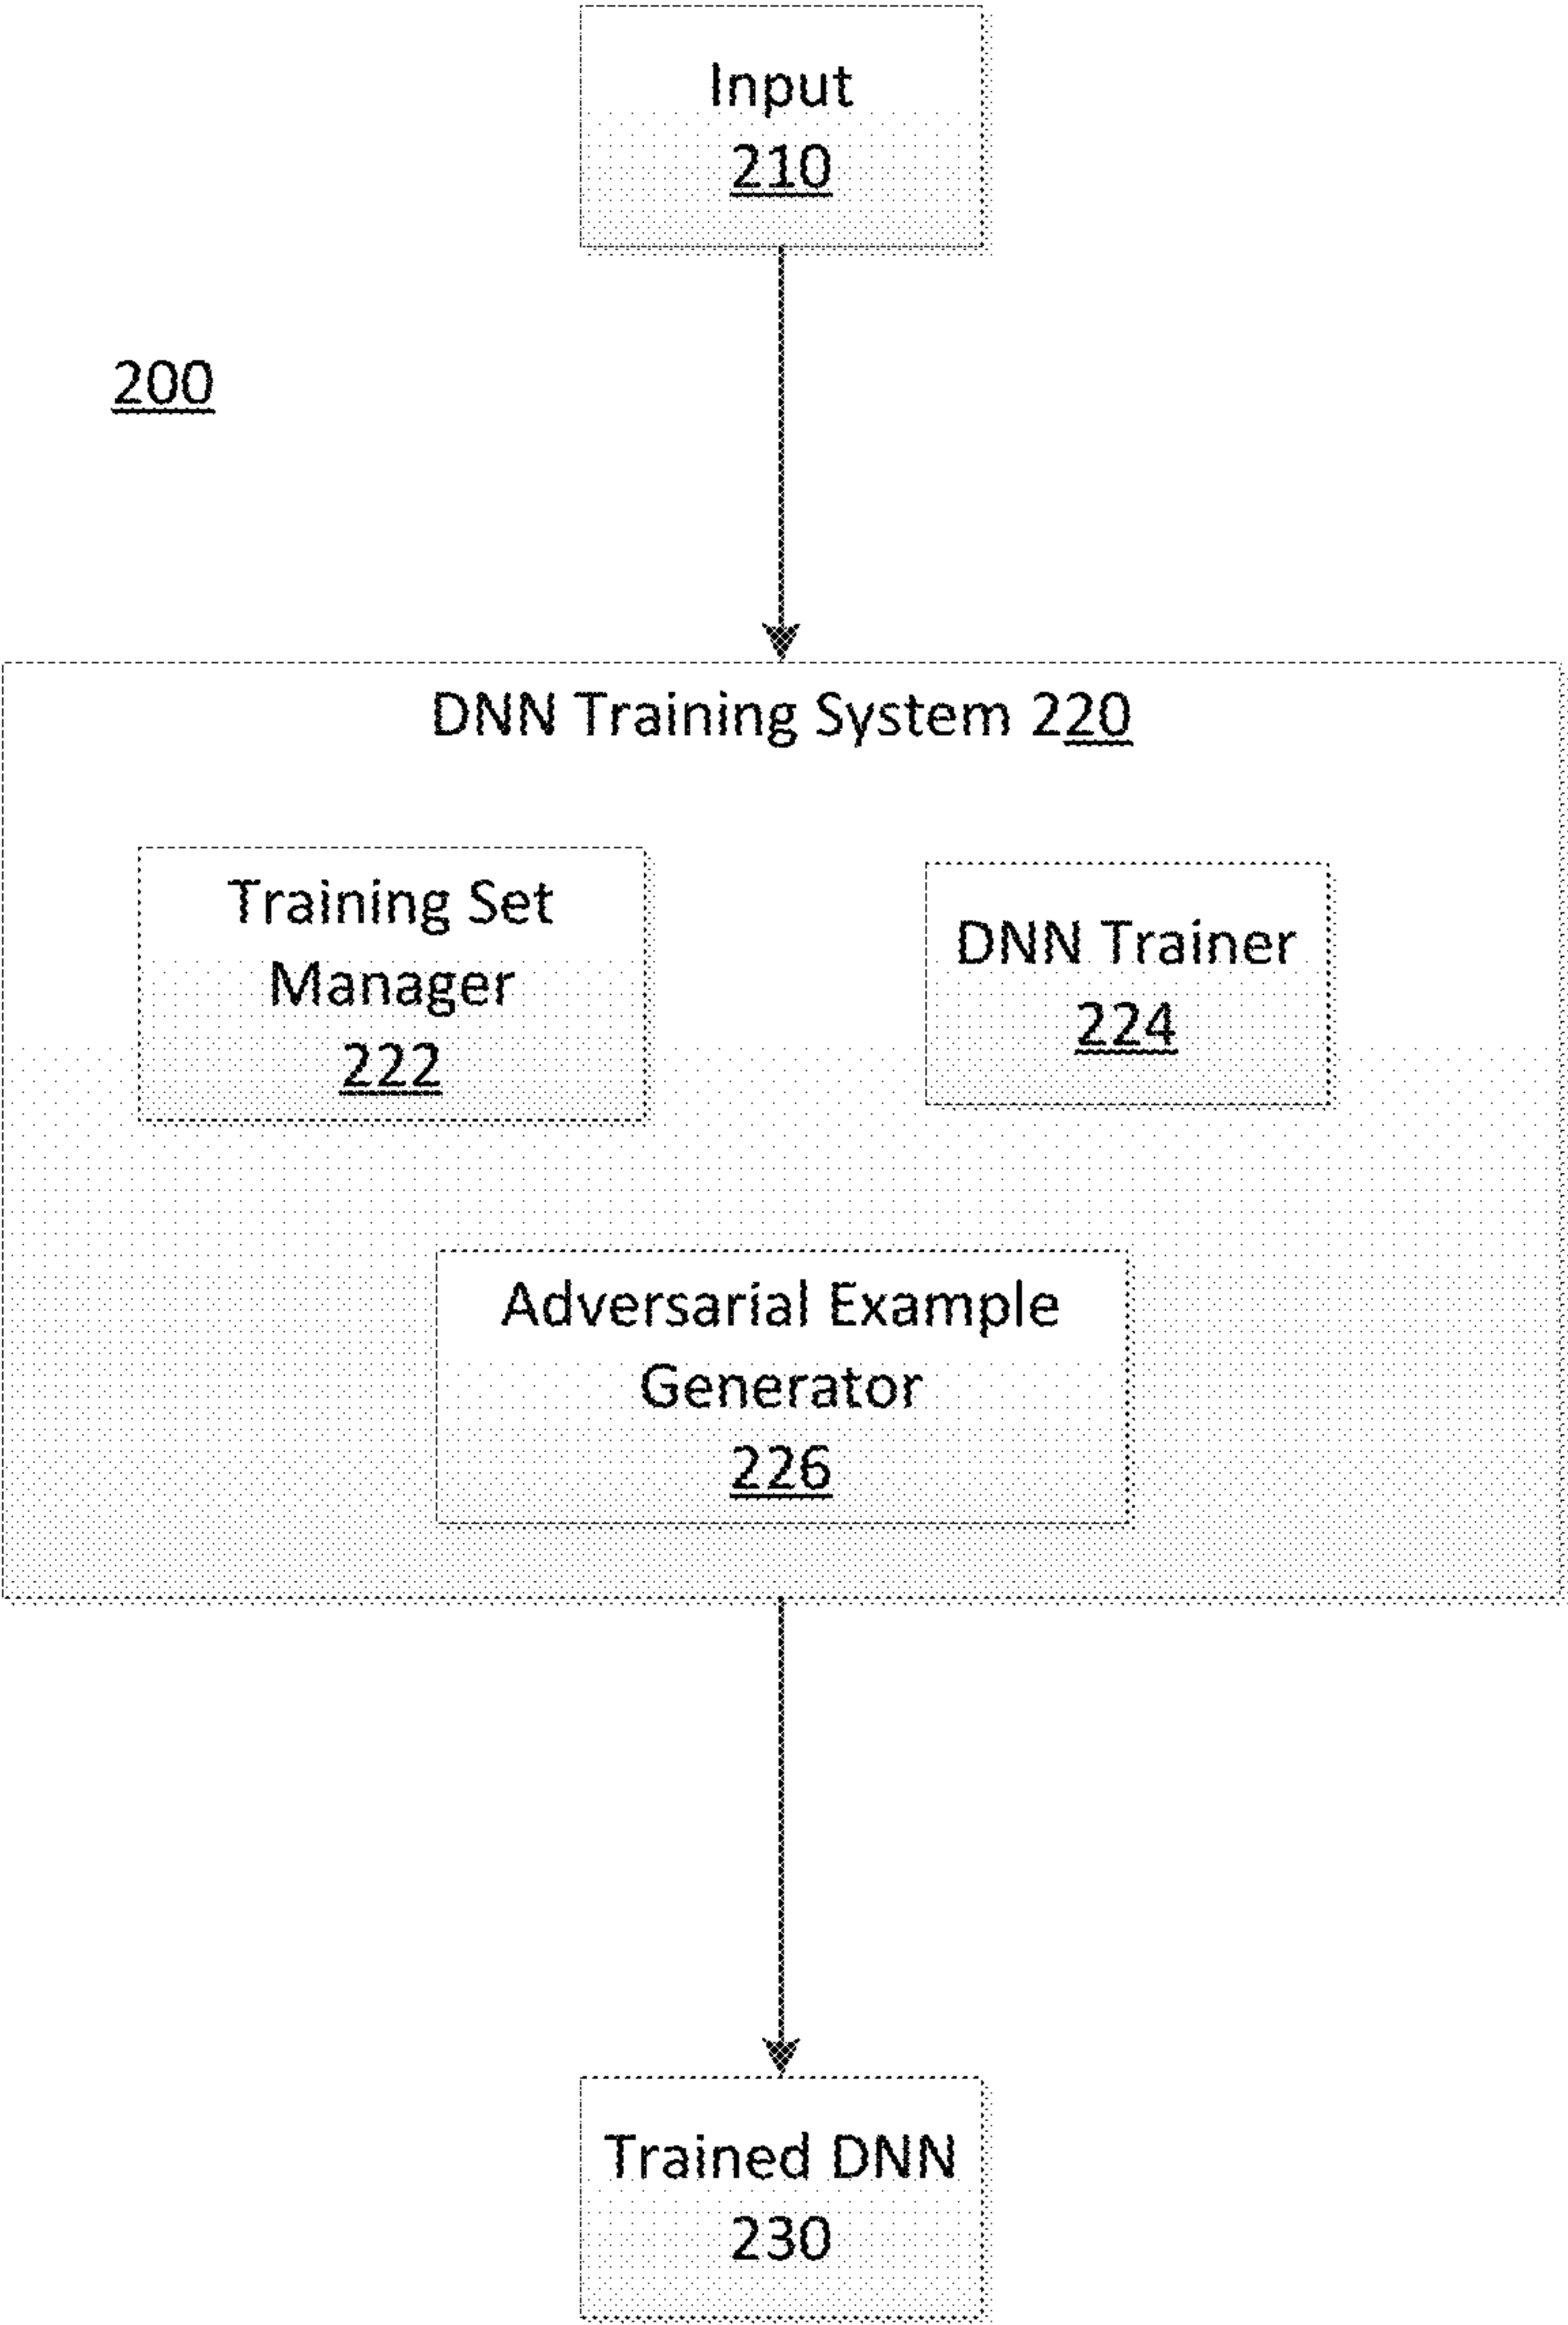 Input
210
200
DNN Training System 220
Training Set
Manager
222
DNN Trainer
224
Adversarial Example
Generator
226
Trained DNN
230